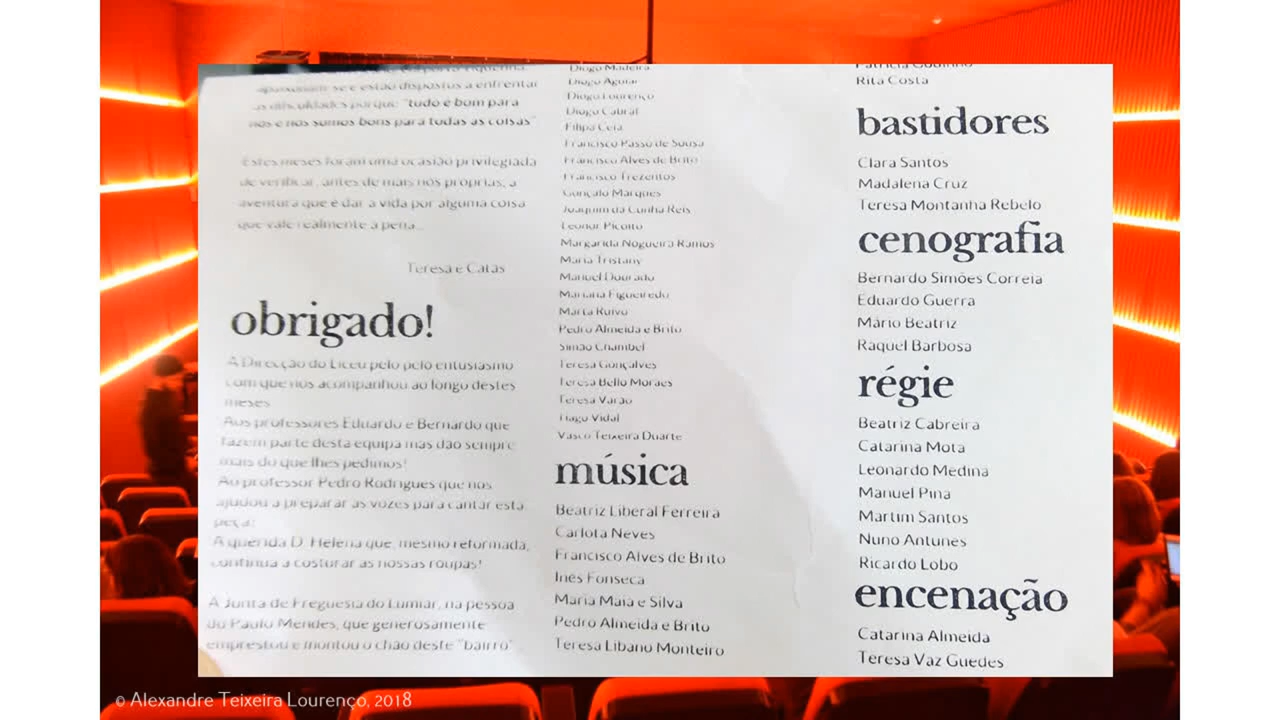 apaixonam-se e estão dispostos a enfrentar
as dificuldades porque "tudo é bom para
nós e nós somos bons para todas as coisas"
Estes meses foram uma ocasião privilegiada
de verificar, antes de mais nós próprias, a
aventura que é dar a vida por alguma coisa
que vale realmente a pena...
Teresa e Catas
obrigado!
A Direcção do Liceu pelo pelo entusiasmo
com que nos acompanhou ao longo destes
meses
Aos professores Eduardo e Bernardo que
fazem parte desta equipa mas dão sempre
mais do que lhes pedimos!
Ao professor Pedro Rodrigues que nos
ajudou a preparar as vozes para cantar esta
peça!
A querida D. Helena que, mesmo reformada,
continua a costurar as nossas roupas!
A Junta de Freguesia do Lumiar, na pessoa
do Paulo Mendes, que generosamente
emprestou e montou o chão deste "bairro"
Diogo Madeira
Diogo Aguiar
Diogo Lourenço
Diogo Cabral
Filipa Ceia
Francisco Passo de Sousa
Francisco Alves de Brito
Francisco Trezentos
Gonçalo Marques
Joaquim da Cunha Reis
Leonor Picoito
Margarida Nogueira Ramos
Maria Tristany
Manuel Dourado
Mariana Figueiredo
Marta Ruivo
Pedro Almeida e Brito
Simão Chambel
Teresa Gonçalves
Teresa Bello Moraes
Teresa Varão
Tiago Vidal
Vasco Teixeira Duarte
música
Beatriz Liberal Ferreira
Carlota Neves
Francisco Alves de Brito
Inês Fonseca
Maria Maia e Silva
Pedro Almeida e Brito
Teresa Líbano Monteiro
Patrícia Godinho
Rita Costa
bastidores
Clara Santos
Madalena Cruz
Teresa Montanha Rebelo
cenografia
Bernardo Simões Correia
Eduardo Guerra
Mário Beatriz
Raquel Barbosa
régie
Beatriz Cabreira
Catarina Mota
Leonardo Medina
Manuel Pina
Martim Santos
Nuno Antunes
Ricardo Lobo
encenação
Catarina Almeida
Teresa Vaz Guedes
© Alexandre Teixeira Lourenço, 2018